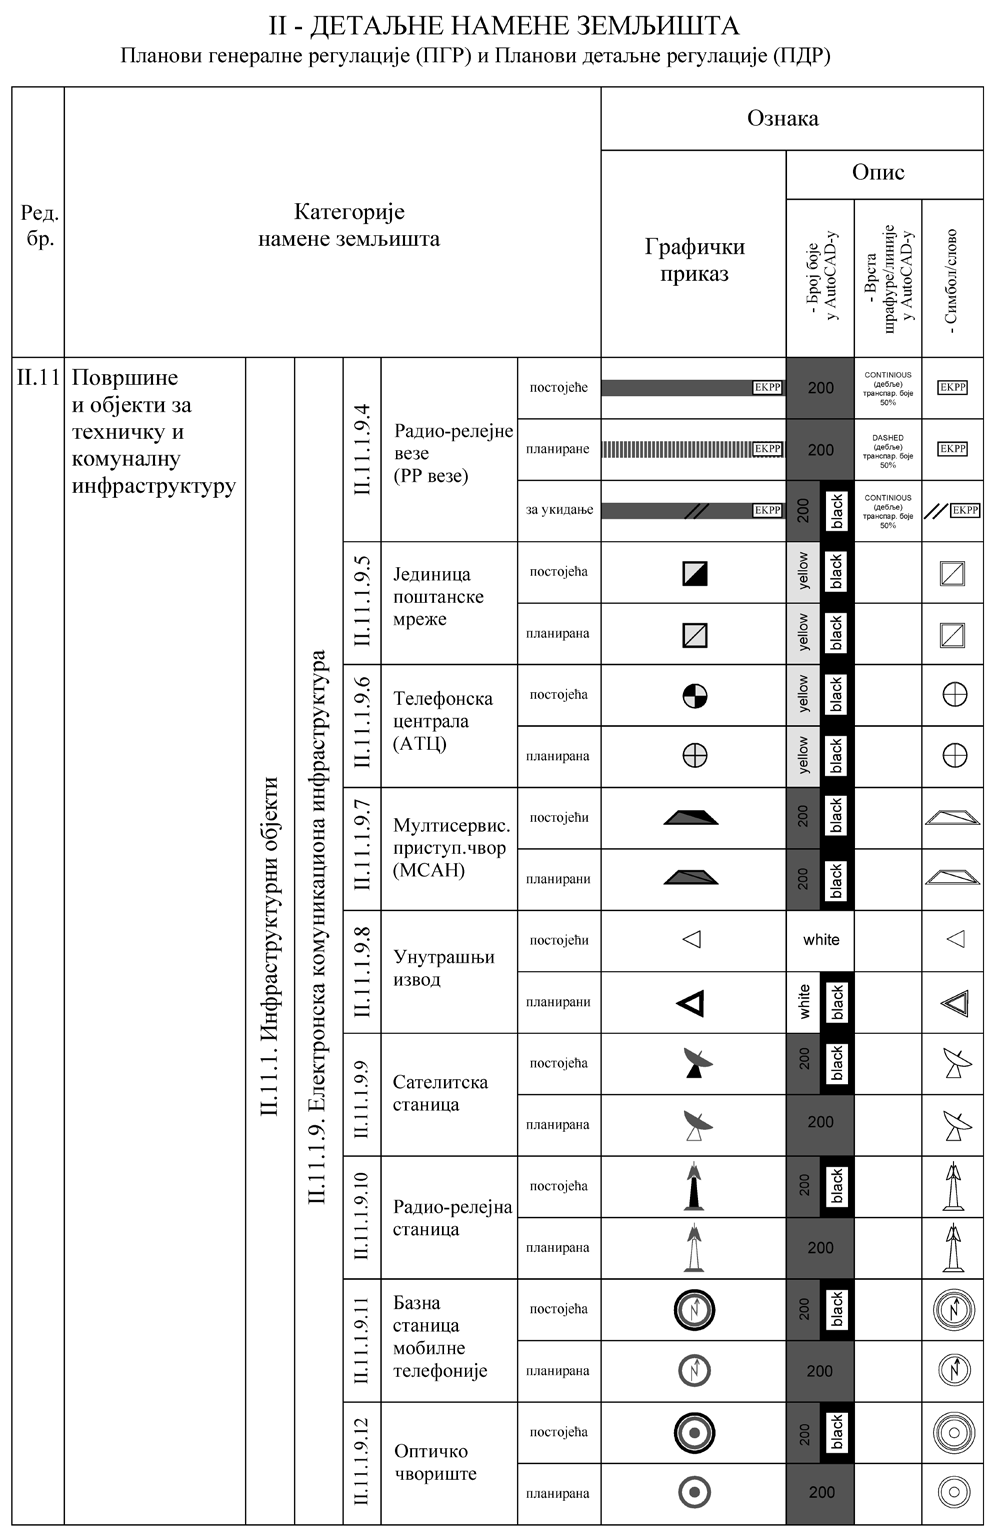 II - ДЕТАЉНЕ НАМЕНЕ ЗЕМЉИШТА
Планови генералне регулације (ПГР) и Планови детаљне регулације (ПДР)
Ред.
бр.
Категорије
намене земљишта
Ознака
Графички
приказ
Опис
- Број боје
у AutoCAD-у
- Врста
шрафуре/линије
у AutoCAD-у
- Симбол/слово
II.11
Површине
и објекти за
техничку и
комуналну
инфраструктуру
II.11.1. Инфраструктурни објекти
II.11.1.9. Електронска комуникациона инфраструктура
II.11.1.9.4
Радио-релејне
везе
(РР везе)
постојеће
ЕКРР
200
CONTINIOUS
(дебље)
транспар. боје
50%
ЕКРР
планиране
ЕКРР
200
DASHED
(дебље)
транспар. боје
50%
ЕКРР
за укидање
ЕКРР
200
black
CONTINIOUS
(дебље)
транспар. боје
50%
ЕКРР
II.11.1.9.5
Јединица
поштанске
мреже
постојећа
yellow
black
планирана
yellow
black
II.11.1.9.6
Телефонска
централа
(АТЦ)
постојећа
yellow
black
планирана
yellow
black
II.11.1.9.7
Мултисервис.
приступ.чвор
(МСАН)
постојећи
200
black
планирани
200
black
II.11.1.9.8
Унутрашњи
извод
постојећи
white
планирани
white
black
II.11.1.9.9
Сателитска
станица
постојећа
200
black
планирана
200
II.11.1.9.10
Радио-релејна
станица
постојећа
200
black
планирана
200
II.11.1.9.11
Базна
станица
мобилне
телефоније
постојећа
200
black
планирана
200
II.11.1.9.12
Оптичко
чвориште
постојећа
200
black
планирана
200